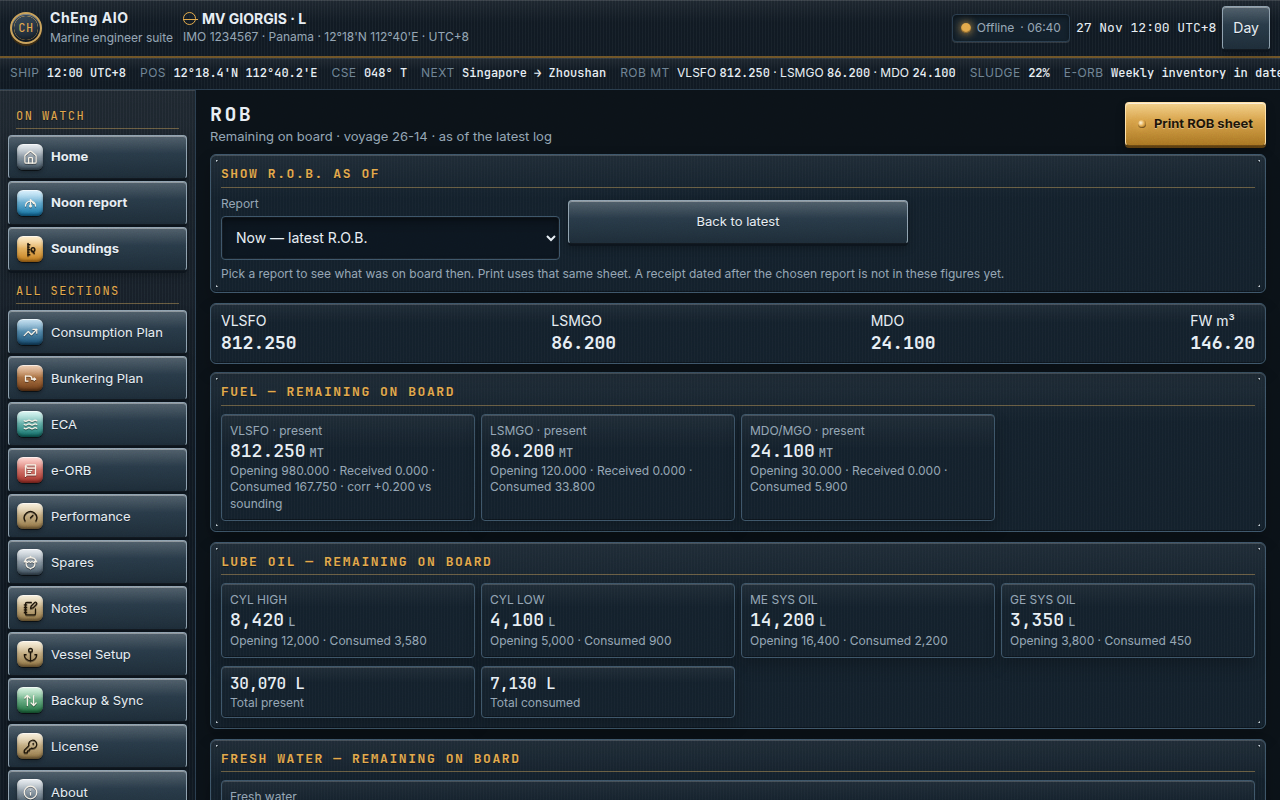 CH
ChEng AIO
Marine engineer suite
MV GIORGIS · L
IMO 1234567 · Panama · 12°18'N 112°40'E · UTC+8
Offline · 06:40
27 Nov 12:00 UTC+8
Day
SHIP 12:00 UTC+8 POS 12°18.4'N 112°40.2'E CSE 048° T NEXT Singapore → Zhoushan ROB MT VLSFO 812.250 · LSMGO 86.200 · MDO 24.100 SLUDGE 22% E-ORB Weekly inventory in date
ON WATCH
Home
Noon report
Soundings
ALL SECTIONS
Consumption Plan
Bunkering Plan
ECA
e-ORB
Performance
Spares
Notes
Vessel Setup
Backup & Sync
License
About
ROB
Remaining on board · voyage 26-14 · as of the latest log
Print ROB sheet
SHOW R.O.B. AS OF
Report
Now — latest R.O.B.
Back to latest
Pick a report to see what was on board then. Print uses that same sheet. A receipt dated after the chosen report is not in these figures yet.
VLSFO
812.250
LSMGO
86.200
MDO
24.100
FW m³
146.20
FUEL — REMAINING ON BOARD
VLSFO · present
812.250 MT
Opening 980.000 · Received 0.000 ·
Consumed 167.750 · corr +0.200 vs
sounding
LSMGO · present
86.200 MT
Opening 120.000 · Received 0.000 ·
Consumed 33.800
MDO/MGO · present
24.100 MT
Opening 30.000 · Received 0.000 ·
Consumed 5.900
LUBE OIL — REMAINING ON BOARD
CYL HIGH
8,420 L
Opening 12,000 · Consumed 3,580
CYL LOW
4,100 L
Opening 5,000 · Consumed 900
ME SYS OIL
14,200 L
Opening 16,400 · Consumed 2,200
GE SYS OIL
3,350 L
Opening 3,800 · Consumed 450
30,070 L
Total present
7,130 L
Total consumed
FRESH WATER — REMAINING ON BOARD
Fresh water